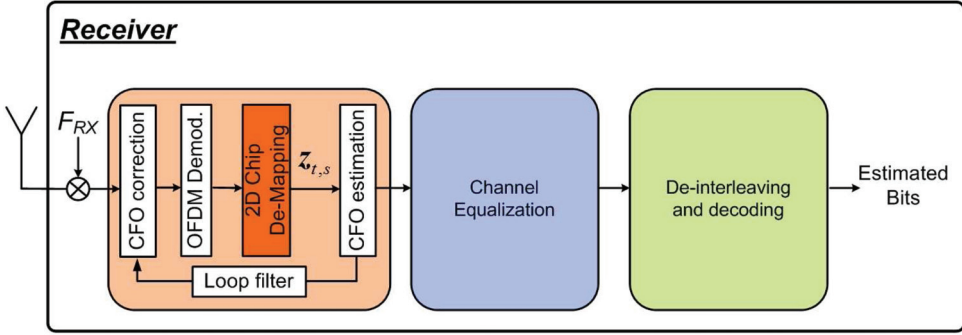 Receiver
F_RX
CFO correction
OFDM Demod.
2D Chip
De-Mapping
z_{t,s}
CFO estimation
Loop filter
Channel
Equalization
De-interleaving
and decoding
Estimated
Bits